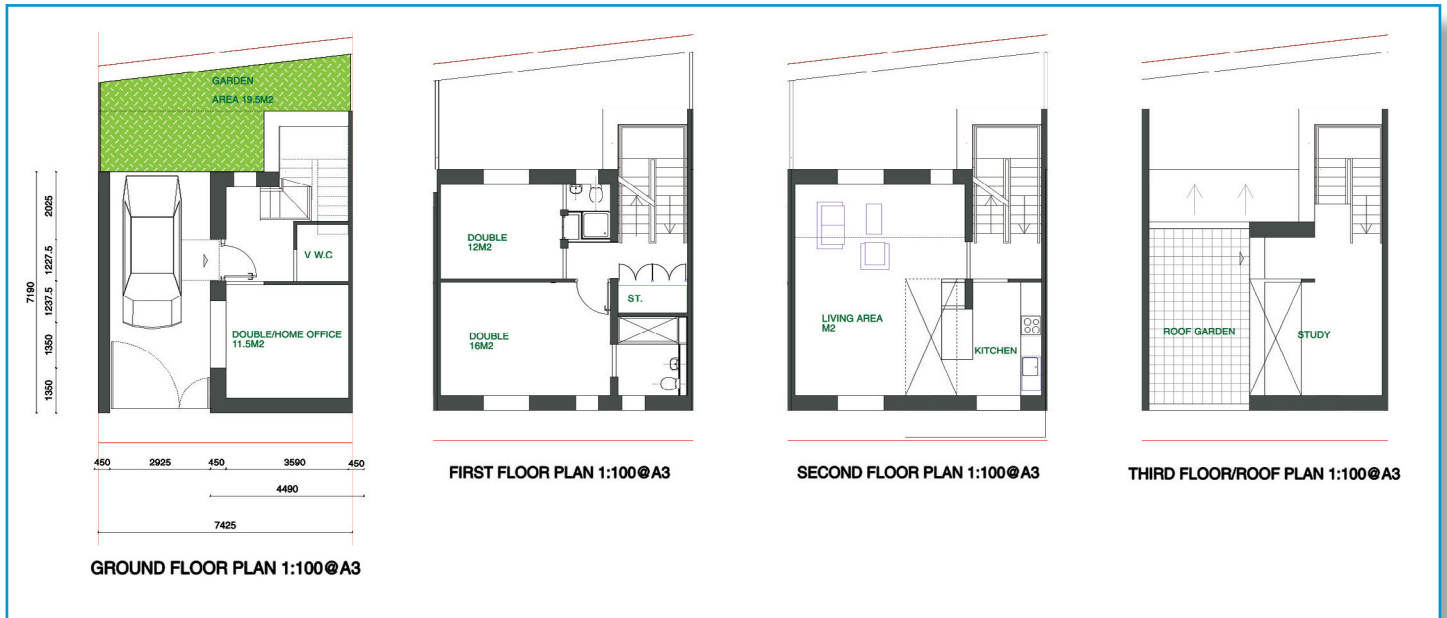 GARDEN
AREA 19.5M2
V W.C
DOUBLE/HOME OFFICE
11.5M2
2025
1227.5
1237.5
1350
1350
7190
450
2925
450
3590
450
4490
7425
GROUND FLOOR PLAN 1:100@A3
DOUBLE
12M2
ST.
DOUBLE
16M2
FIRST FLOOR PLAN 1:100@A3
LIVING AREA
M2
KITCHEN
SECOND FLOOR PLAN 1:100@A3
ROOF GARDEN
STUDY
THIRD FLOOR/ROOF PLAN 1:100@A3